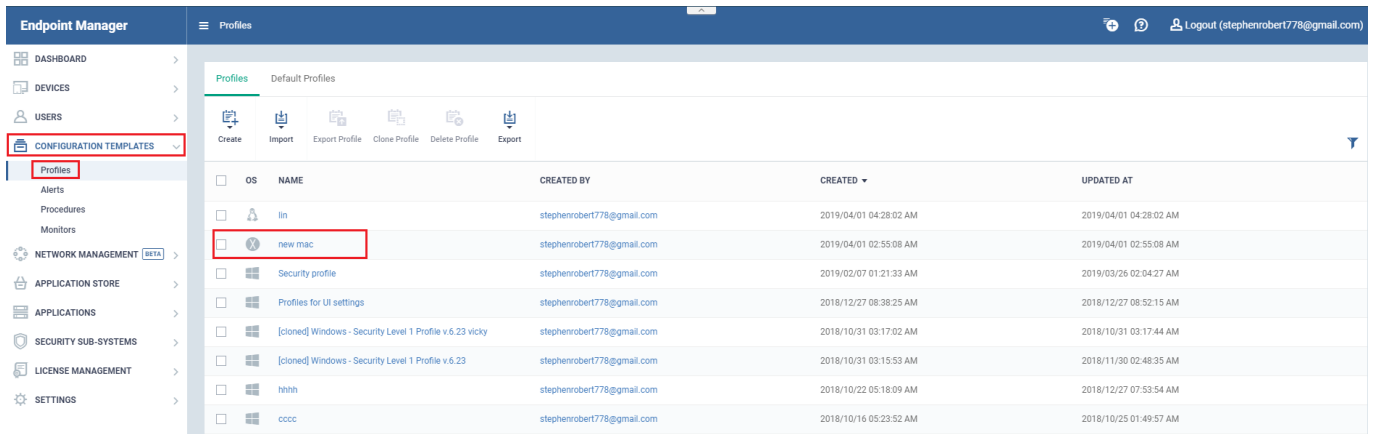 Endpoint Manager
Profiles
Logout (stephenrobert778@gmail.com)
DASHBOARD
DEVICES
USERS
CONFIGURATION TEMPLATES
Profiles
Alerts
Procedures
Monitors
NETWORK MANAGEMENT BETA
APPLICATION STORE
APPLICATIONS
SECURITY SUB-SYSTEMS
LICENSE MANAGEMENT
SETTINGS
Profiles Default Profiles
Create Import Export Profile Clone Profile Delete Profile Export
OS NAME CREATED BY CREATED UPDATED AT
lin stephenrobert778@gmail.com 2019/04/01 04:28:02 AM 2019/04/01 04:28:02 AM
new mac stephenrobert778@gmail.com 2019/04/01 02:55:08 AM 2019/04/01 02:55:08 AM
Security profile stephenrobert778@gmail.com 2019/02/07 01:21:33 AM 2019/03/26 02:04:27 AM
Profiles for UI settings stephenrobert778@gmail.com 2018/12/27 08:38:25 AM 2018/12/27 08:52:15 AM
[cloned] Windows - Security Level 1 Profile v.6.23 vicky stephenrobert778@gmail.com 2018/10/31 03:17:02 AM 2018/10/31 03:17:44 AM
[cloned] Windows - Security Level 1 Profile v.6.23 stephenrobert778@gmail.com 2018/10/31 03:15:53 AM 2018/11/30 02:48:35 AM
hhhh stephenrobert778@gmail.com 2018/10/22 05:18:09 AM 2018/12/27 07:53:54 AM
cccc stephenrobert778@gmail.com 2018/10/16 05:23:52 AM 2018/10/25 01:49:57 AM